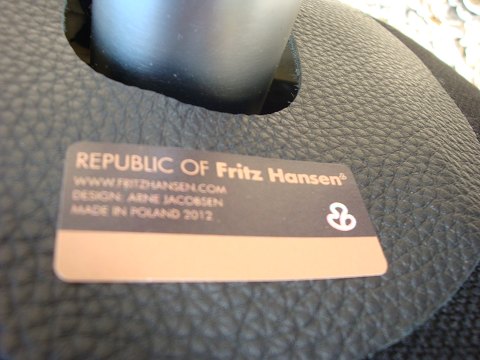 REPUBLIC OF Fritz Hansen®
WWW.FRITZHANSEN.COM
DESIGN: ARNE JACOBSEN
MADE IN POLAND 2012